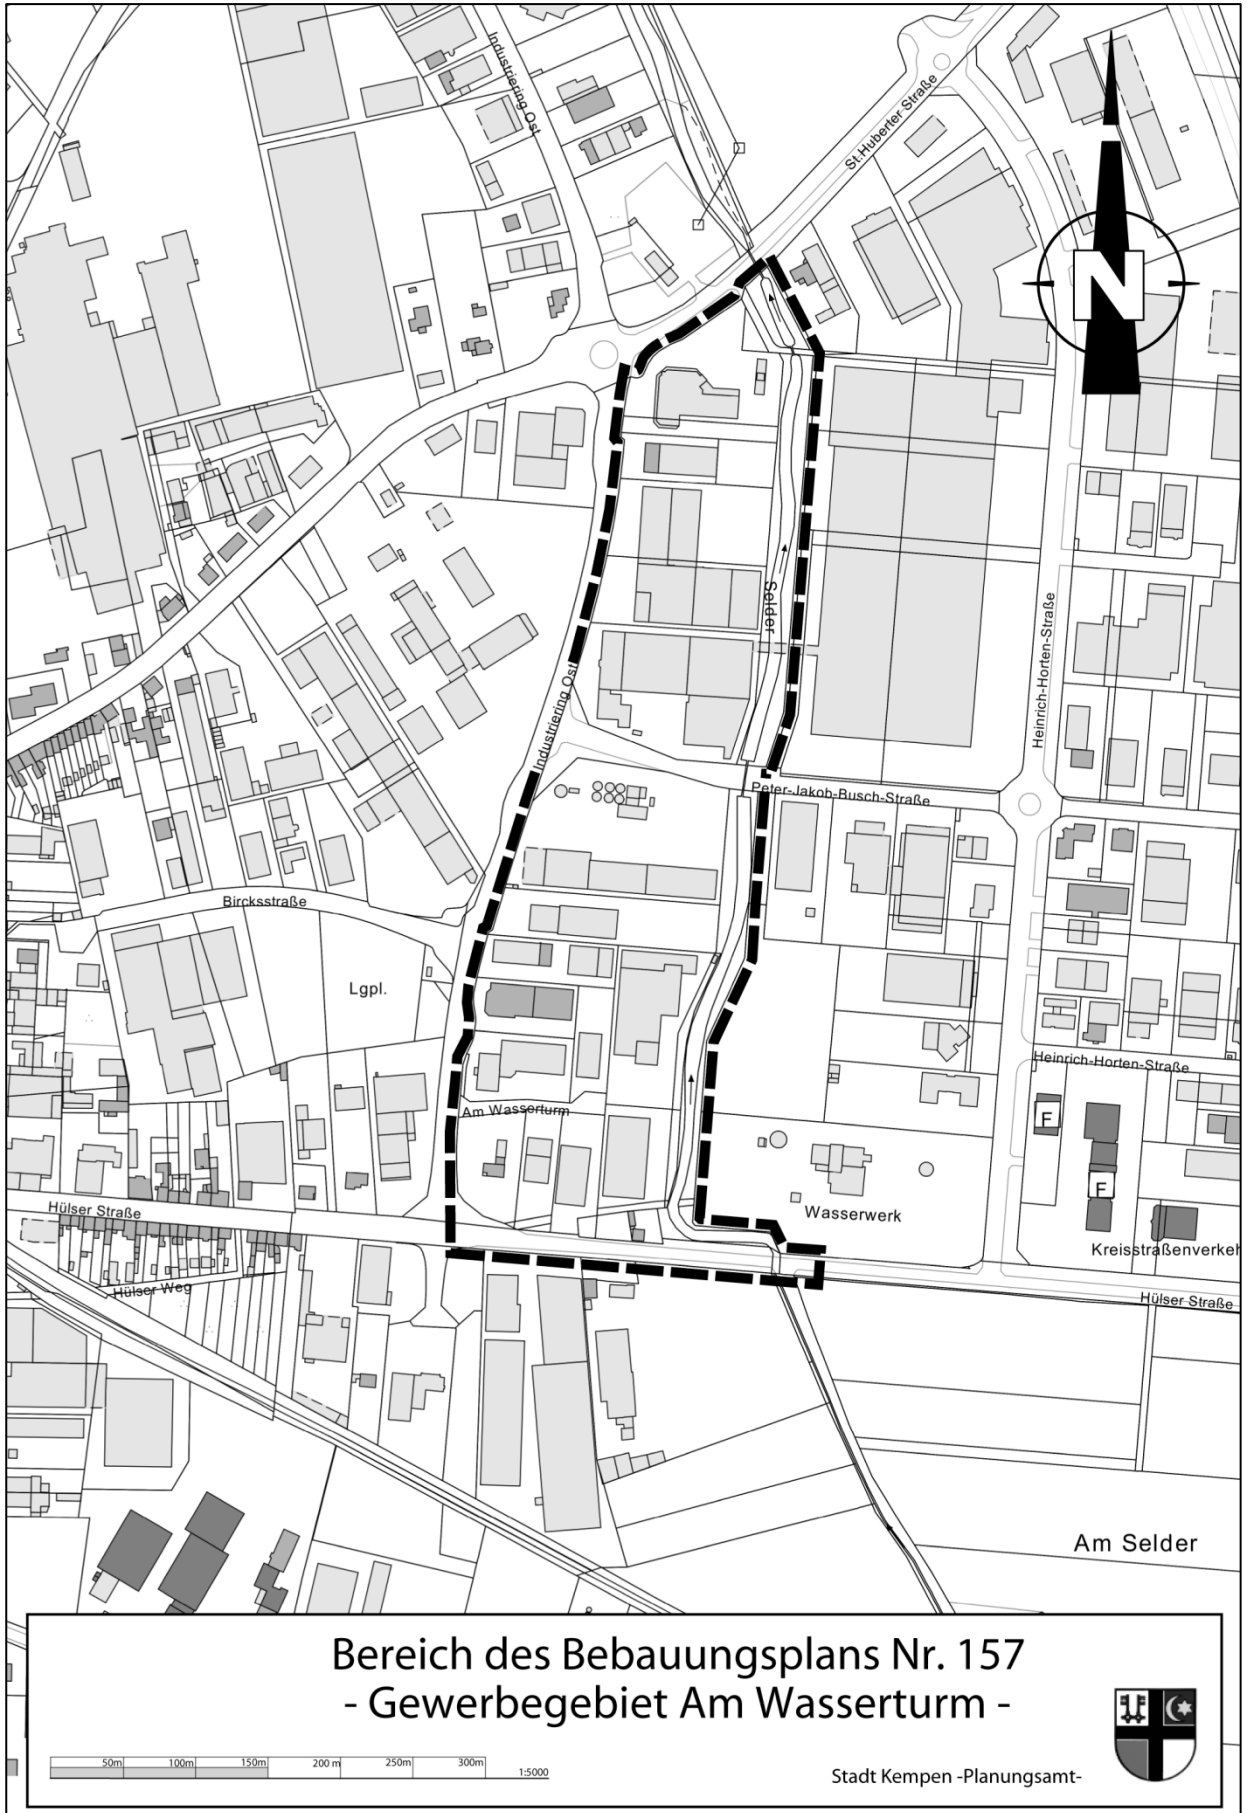 Industriering Ost
St.Huberter Straße
N
Selder
Heinrich-Horten-Straße
Industriering Ost
Peter-Jakob-Busch-Straße
Bircksstraße
Lgpl.
Heinrich-Horten-Straße
Am Wasserturm
F
F
Hülser Straße
Wasserwerk
Kreisstraßenverkeh
Hülser Weg
Hülser Straße
Am Selder
Bereich des Bebauungsplans Nr. 157
- Gewerbegebiet Am Wasserturm -
50m 100m 150m 200 m 250m 300m
1:5000
Stadt Kempen -Planungsamt-